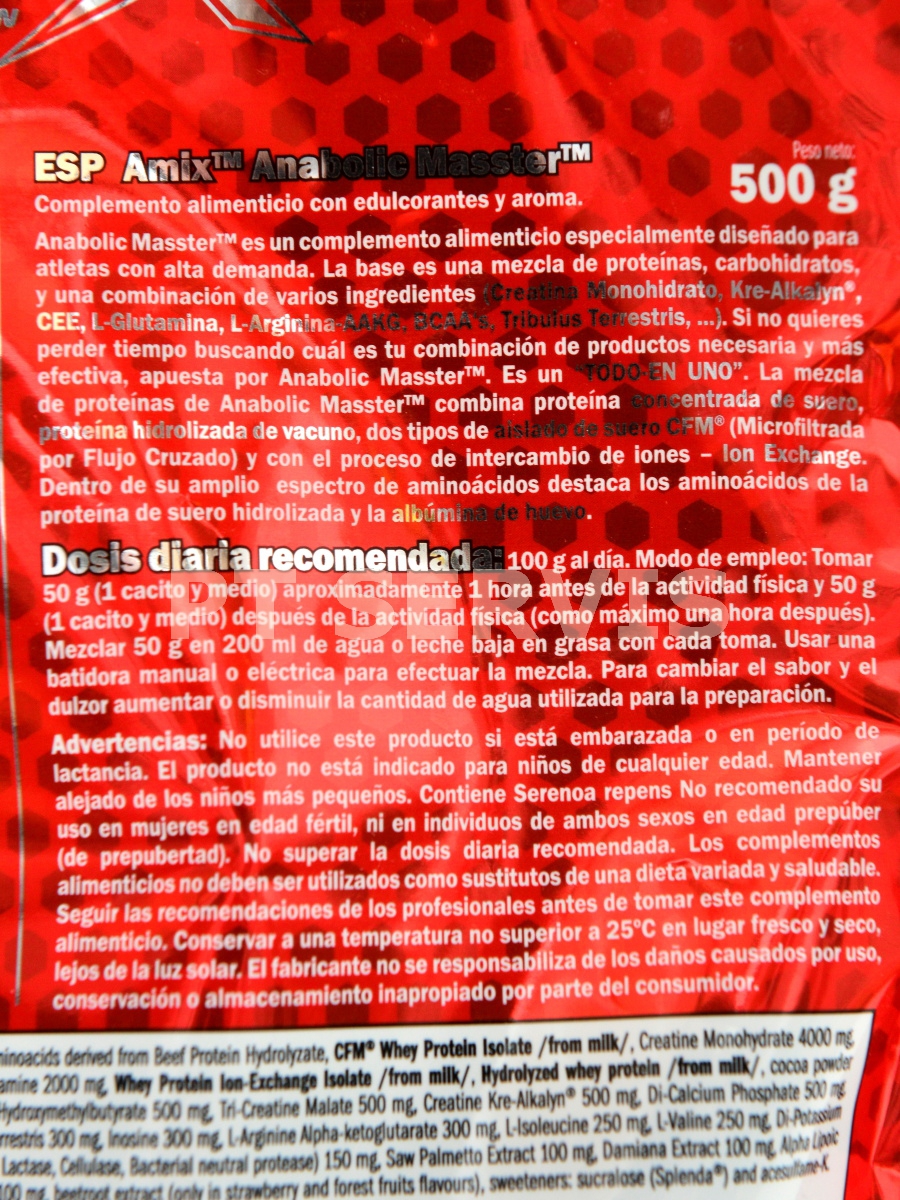 ESP Amix™ Anabolic Masster™
Peso neto:
500 g
Complemento alimenticio con edulcorantes y aroma.
Anabolic Masster™ es un complemento alimenticio especialmente diseñado para
atletas con alta demanda. La base es una mezcla de proteínas, carbohidratos,
y una combinación de varios ingredientes (Creatina Monohidrato, Kre-Alkalyn®,
CEE, L-Glutamina, L-Arginina-AAKG, BCAA's, Tribulus Terrestris, ...). Si no quieres
perder tiempo buscando cuál es tu combinación de productos necesaria y más
efectiva, apuesta por Anabolic Masster™. Es un "TODO-EN UNO". La mezcla
de proteínas de Anabolic Masster™ combina proteína concentrada de suero,
proteína hidrolizada de vacuno, dos tipos de aislado de suero CFM® (Microfiltrada
por Flujo Cruzado) y con el proceso de intercambio de iones – Ion Exchange.
Dentro de su amplio espectro de aminoácidos destaca los aminoácidos de la
proteína de suero hidrolizada y la albúmina de huevo.
Dosis diaria recomendada: 100 g al día. Modo de empleo: Tomar
50 g (1 cacito y medio) aproximadamente 1 hora antes de la actividad física y 50 g
(1 cacito y medio) después de la actividad física (como máximo una hora después).
Mezclar 50 g en 200 ml de agua o leche baja en grasa con cada toma. Usar una
batidora manual o eléctrica para efectuar la mezcla. Para cambiar el sabor y el
dulzor aumentar o disminuir la cantidad de agua utilizada para la preparación.
PT SERVIS
Advertencias: No utilice este producto si está embarazada o en período de
lactancia. El producto no está indicado para niños de cualquier edad. Mantener
alejado de los niños más pequeños. Contiene Serenoa repens No recomendado su
uso en mujeres en edad fértil, ni en individuos de ambos sexos en edad prepúber
(de prepubertad). No superar la dosis diaria recomendada. Los complementos
alimenticios no deben ser utilizados como sustitutos de una dieta variada y saludable.
Seguir las recomendaciones de los profesionales antes de tomar este complemento
alimenticio. Conservar a una temperatura no superior a 25ºC en lugar fresco y seco,
lejos de la luz solar. El fabricante no se responsabiliza de los daños causados por uso,
conservación o almacenamiento inapropiado por parte del consumidor.
derived from Beef Protein Hydrolyzate, CFM® Whey Protein Isolate /from milk/, Creatine Monohydrate 4000 mg,
2000 mg, Whey Protein Ion-Exchange Isolate /from milk/, Hydrolyzed whey protein /from milk/, cocoa powder
Hydroxymethylbutyrate 500 mg, Tri-Creatine Malate 500 mg, Creatine Kre-Alkalyn® 500 mg, Di-Calcium Phosphate 500 mg,
300 mg, Inosine 300 mg, L-Arginine Alpha-ketoglutarate 300 mg, L-Isoleucine 250 mg, L-Valine 250 mg, Di-Potassium
Lactase, Cellulase, Bacterial neutral protease) 150 mg, Saw Palmetto Extract 100 mg, Damiana Extract 100 mg, Alpha Lipoic
100 mg, beetroot extract (only in strawberry and forest fruits flavours), sweeteners: sucralose (Splenda®) and acesulfame-K